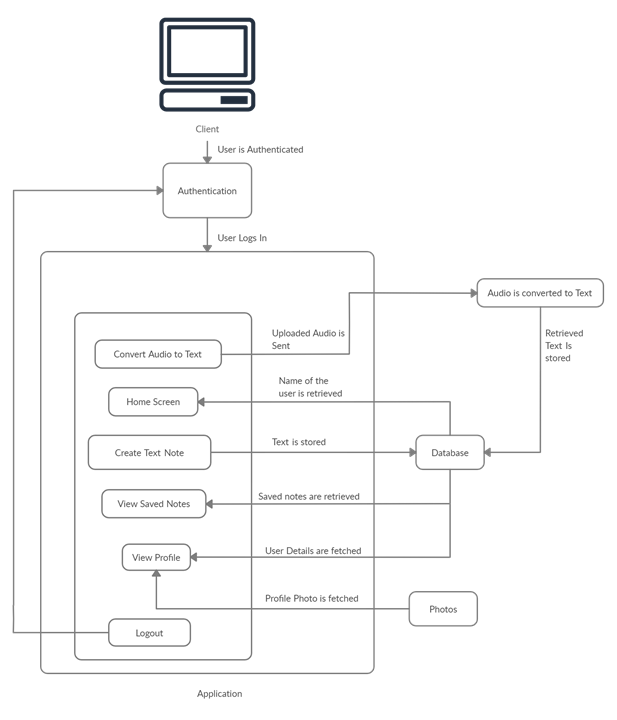 Client
User is Authenticated
Authentication
User Logs In
Audio is converted to Text
Uploaded Audio is
Sent
Retrieved
Text Is
stored
Convert Audio to Text
Name of the
user is retrieved
Home Screen
Text is stored
Create Text Note
Database
Saved notes are retrieved
View Saved Notes
User Details are fetched
View Profile
Profile Photo is fetched
Photos
Logout
Application